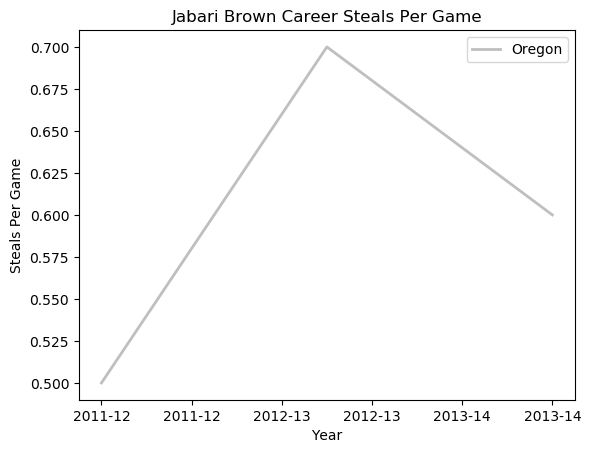 Jabari Brown Career Steals Per Game
Oregon
0.700
0.675
0.650
0.625
0.600
0.575
0.550
0.525
0.500
Steals Per Game
2011-12 2011-12 2012-13 2012-13 2013-14 2013-14
Year